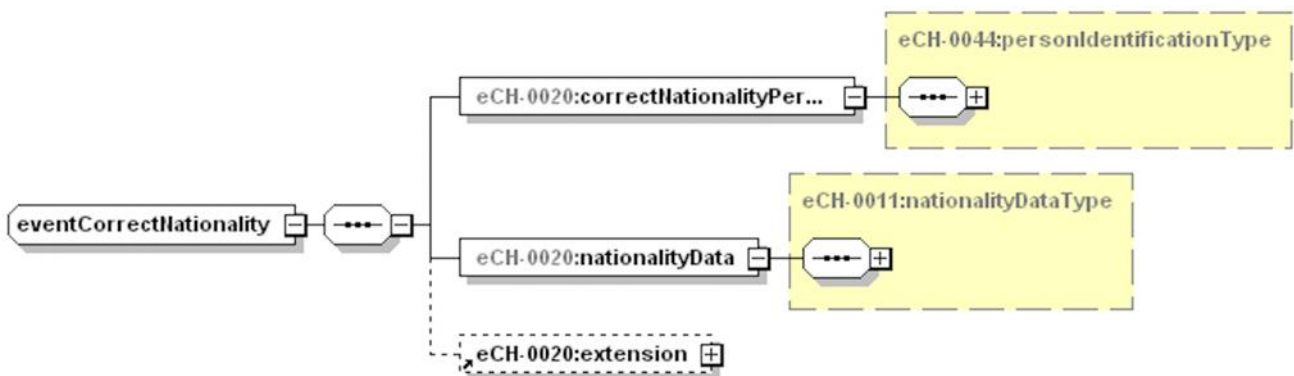 eCH-0044:personIdentificationType
eCH-0020:correctNationalityPer...
eCH-0011:nationalityDataType
eventCorrectNationality
eCH-0020:nationalityData
eCH-0020:extension